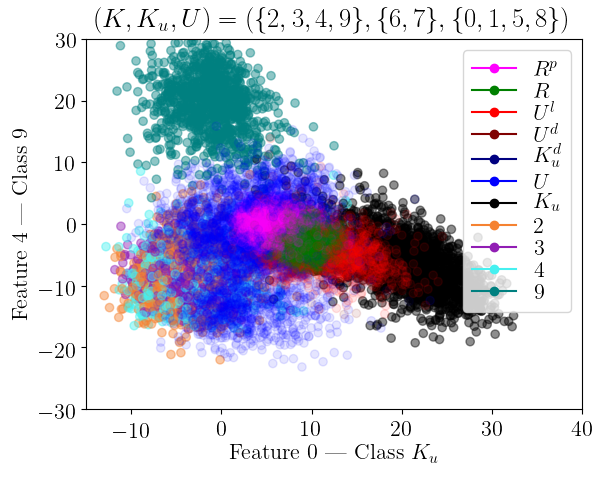 (K, K_u, U) = ({2, 3, 4, 9}, {6, 7}, {0, 1, 5, 8})
30
20
10
0
−10
−20
−30
Feature 4 — Class 9
R^p
R
U^l
U^d
K_u^d
U
K_u
2
3
4
9
−10
0
10
20
30
40
Feature 0 — Class K_u